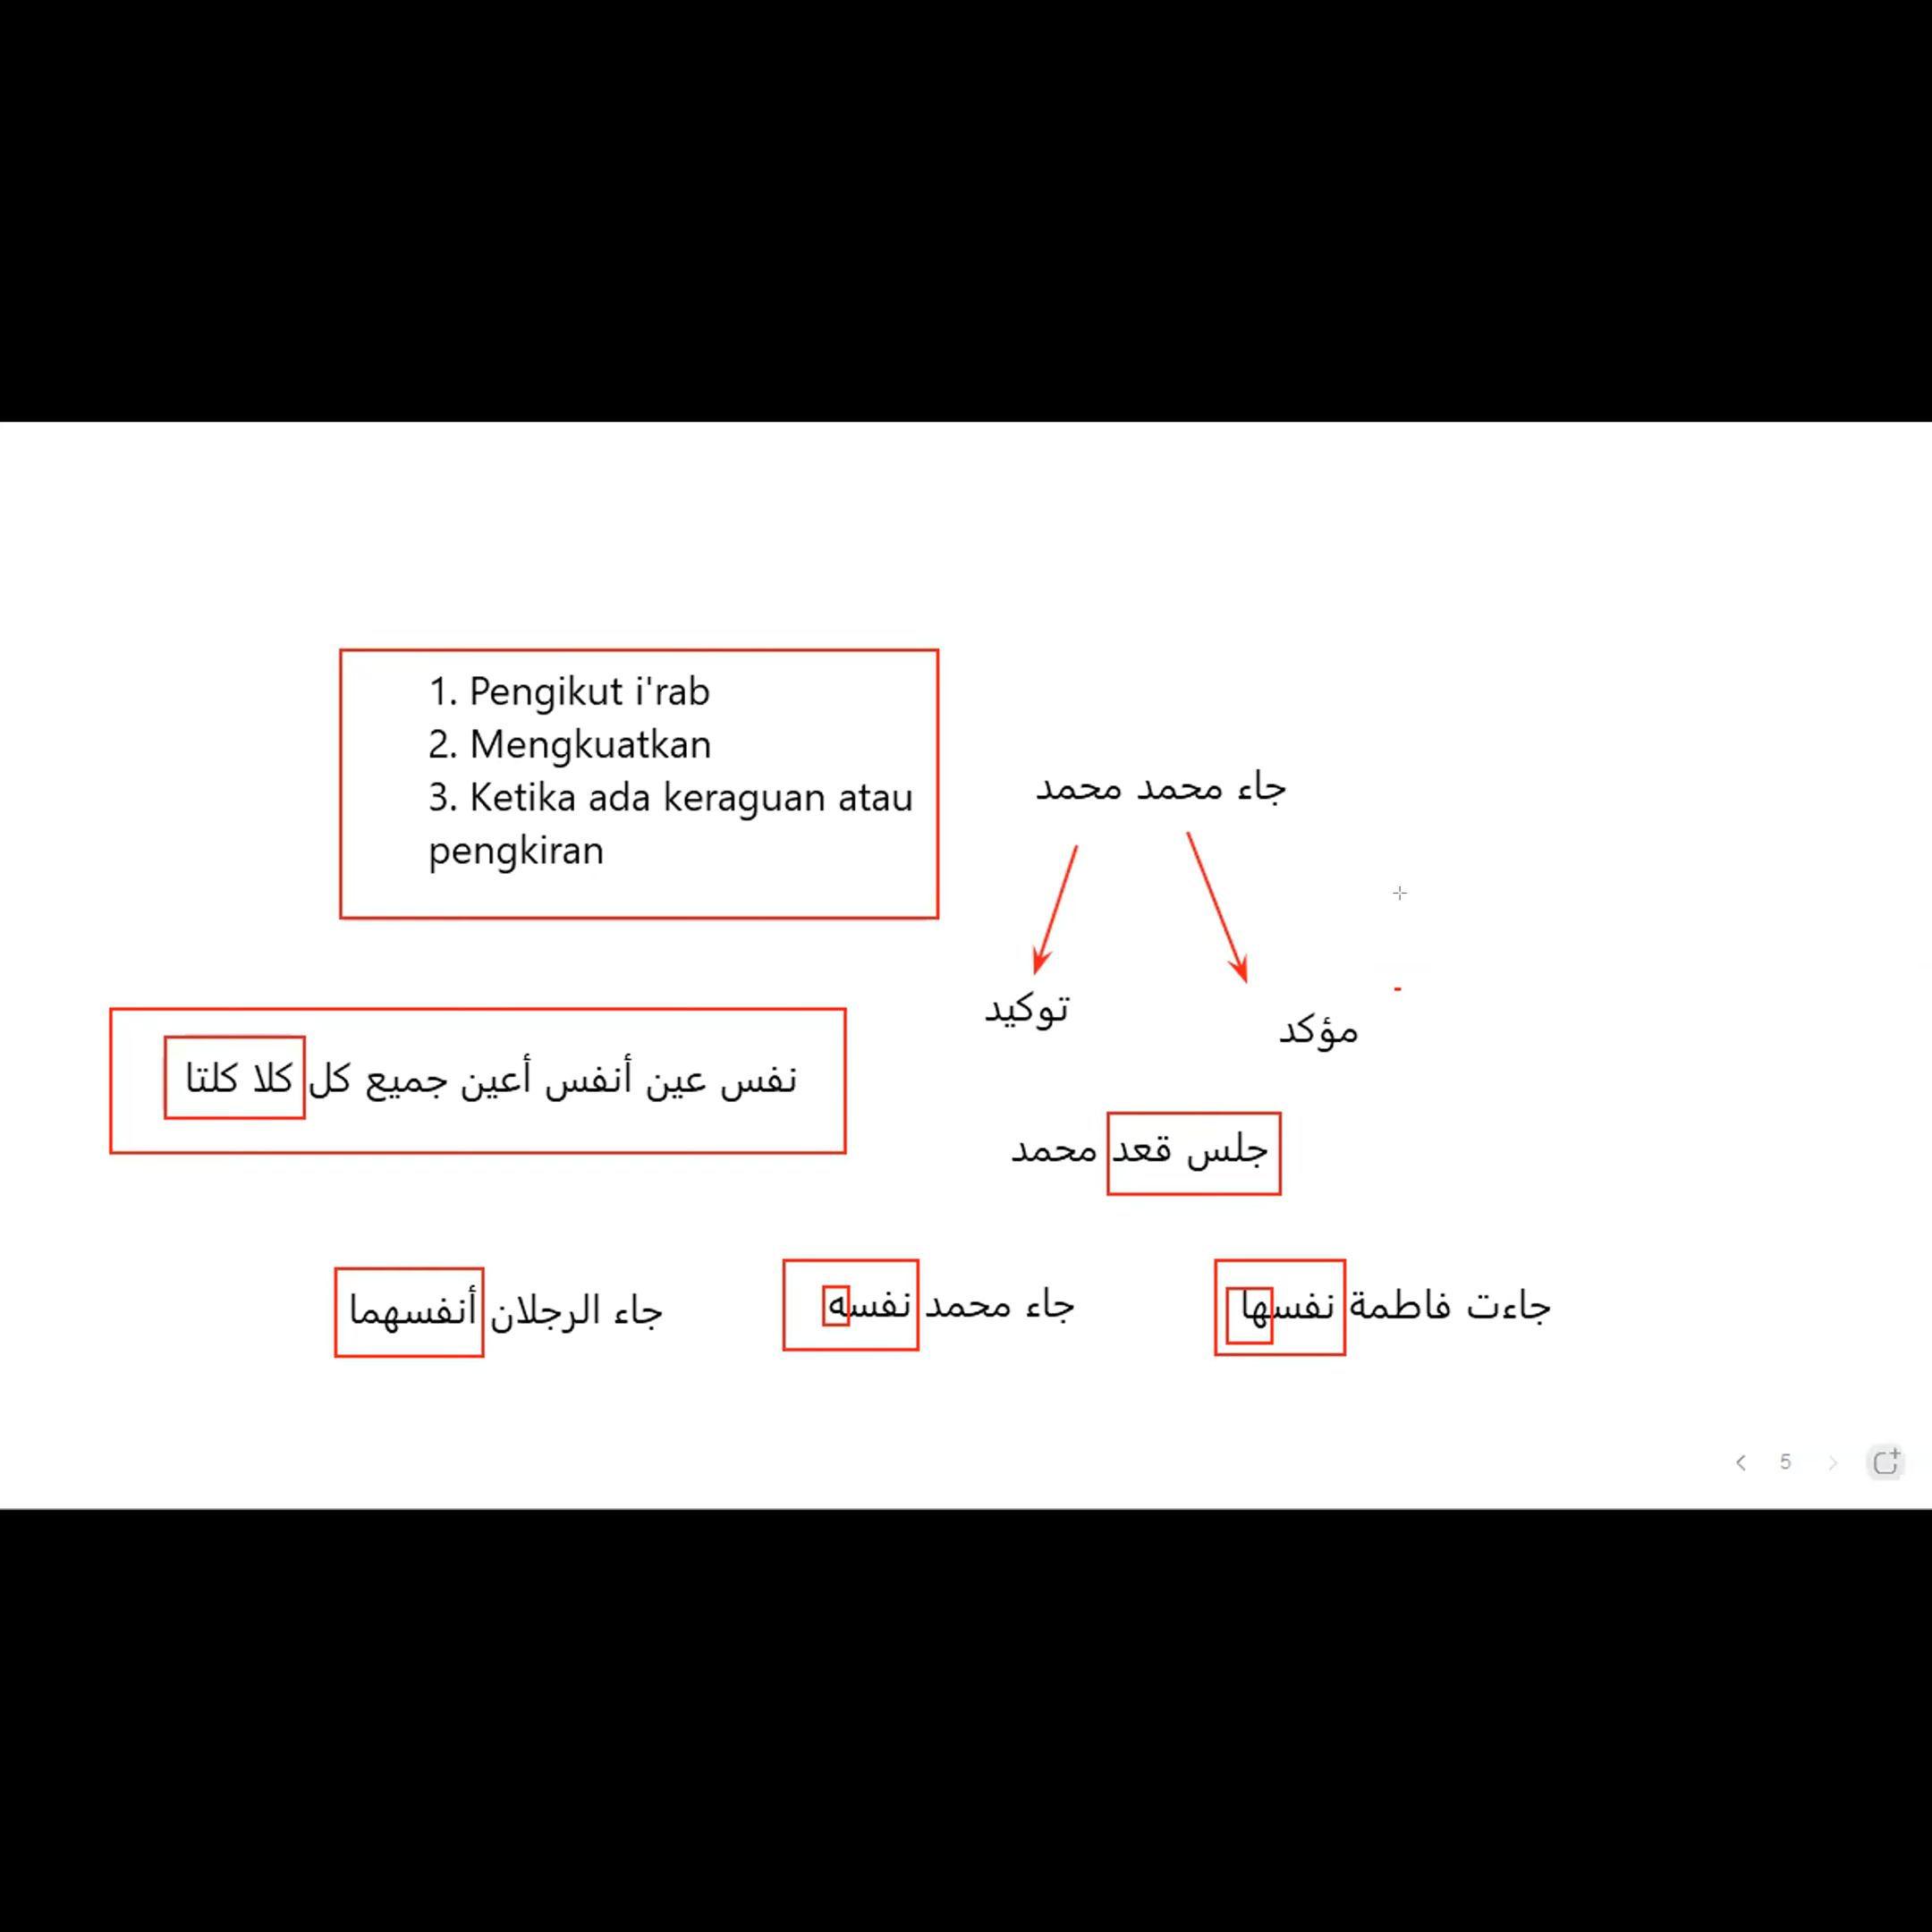 1. Pengikut i'rab
2. Mengkuatkan
3. Ketika ada keraguan atau
pengkiran
جاء محمد محمد
توكيد
مؤكد
نفس عين أنفس أعين جميع كل كلا كلتا
جلس قعد محمد
جاءت فاطمة نفسها
جاء محمد نفسه
جاء الرجلان أنفسهما
5